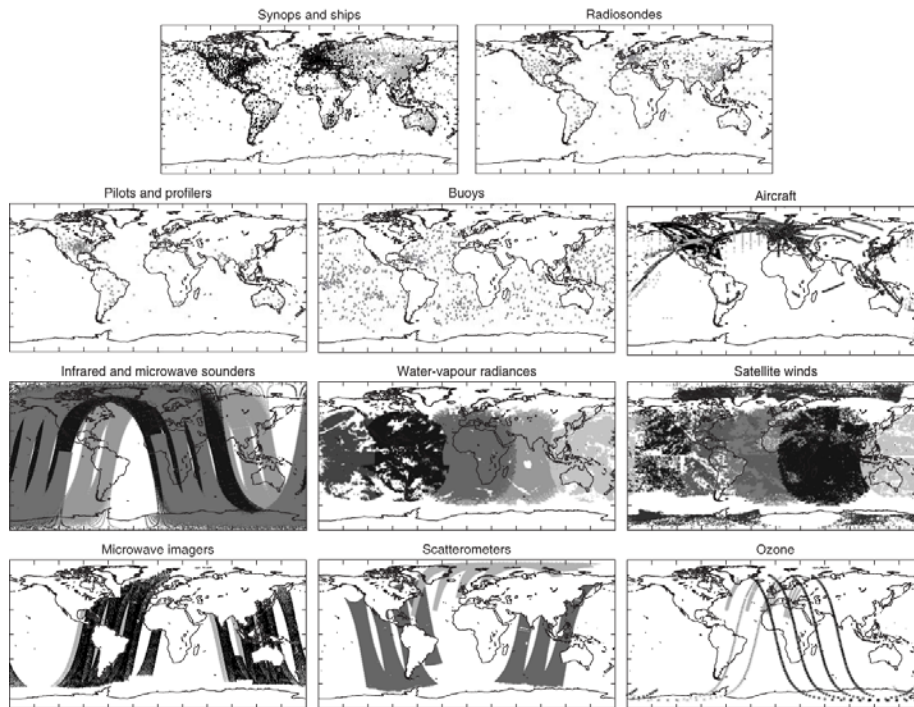 Synops and ships
Radiosondes
Pilots and profilers
Buoys
Aircraft
Infrared and microwave sounders
Water-vapour radiances
Satellite winds
Microwave imagers
Scatterometers
Ozone